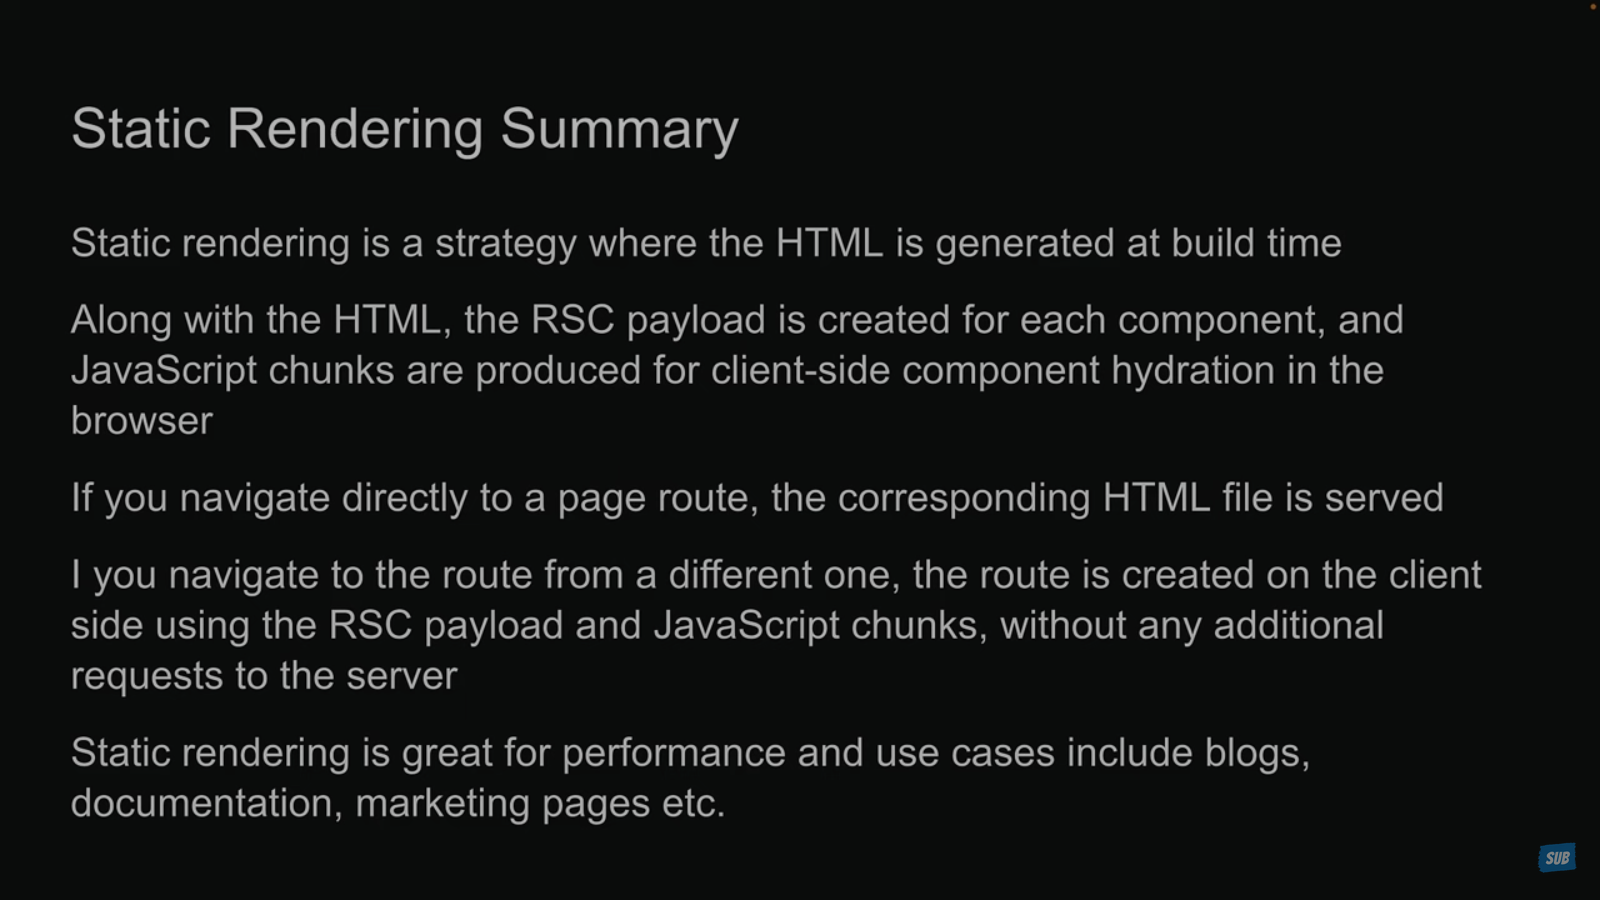 Static Rendering Summary
Static rendering is a strategy where the HTML is generated at build time
Along with the HTML, the RSC payload is created for each component, and
JavaScript chunks are produced for client-side component hydration in the
browser
If you navigate directly to a page route, the corresponding HTML file is served
I you navigate to the route from a different one, the route is created on the client
side using the RSC payload and JavaScript chunks, without any additional
requests to the server
Static rendering is great for performance and use cases include blogs,
documentation, marketing pages etc.
SUB